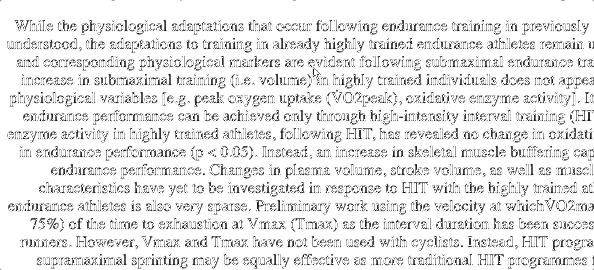 While the physiological adaptations that occur following endurance training in previously
understood, the adaptations to training in already highly trained endurance athletes remain u
and corresponding physiological markers are evident following submaximal endurance tra
increase in submaximal training (i.e. volume) in highly trained individuals does not appea
physiological variables [e.g. peak oxygen uptake (V̇O2peak), oxidative enzyme activity]. It
endurance performance can be achieved only through high-intensity interval training (HI
enzyme activity in highly trained athletes, following HIT, has revealed no change in oxidati
in endurance performance (p < 0.05). Instead, an increase in skeletal muscle buffering cap
endurance performance. Changes in plasma volume, stroke volume, as well as muscl
characteristics have yet to be investigated in response to HIT with the highly trained at
endurance athletes is also very sparse. Preliminary work using the velocity at whichV̇O2ma
75%) of the time to exhaustion at Vmax (Tmax) as the interval duration has been succes
runners. However, Vmax and Tmax have not been used with cyclists. Instead, HIT progra
supramaximal sprinting may be equally effective as more traditional HIT programmes f